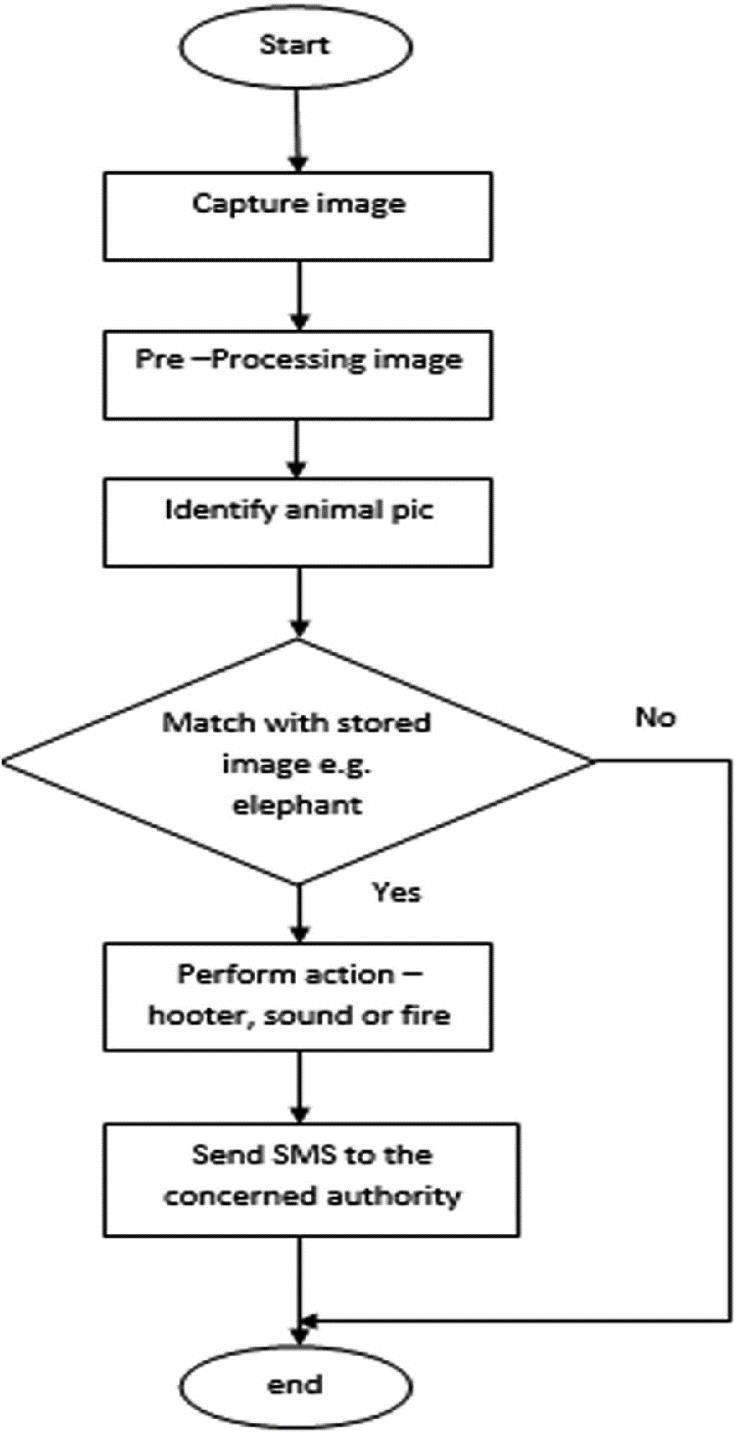 Start
Capture image
Pre –Processing image
Identify animal pic
Match with stored
image e.g.
elephant
No
Yes
Perform action –
hooter, sound or fire
Send SMS to the
concerned authority
end